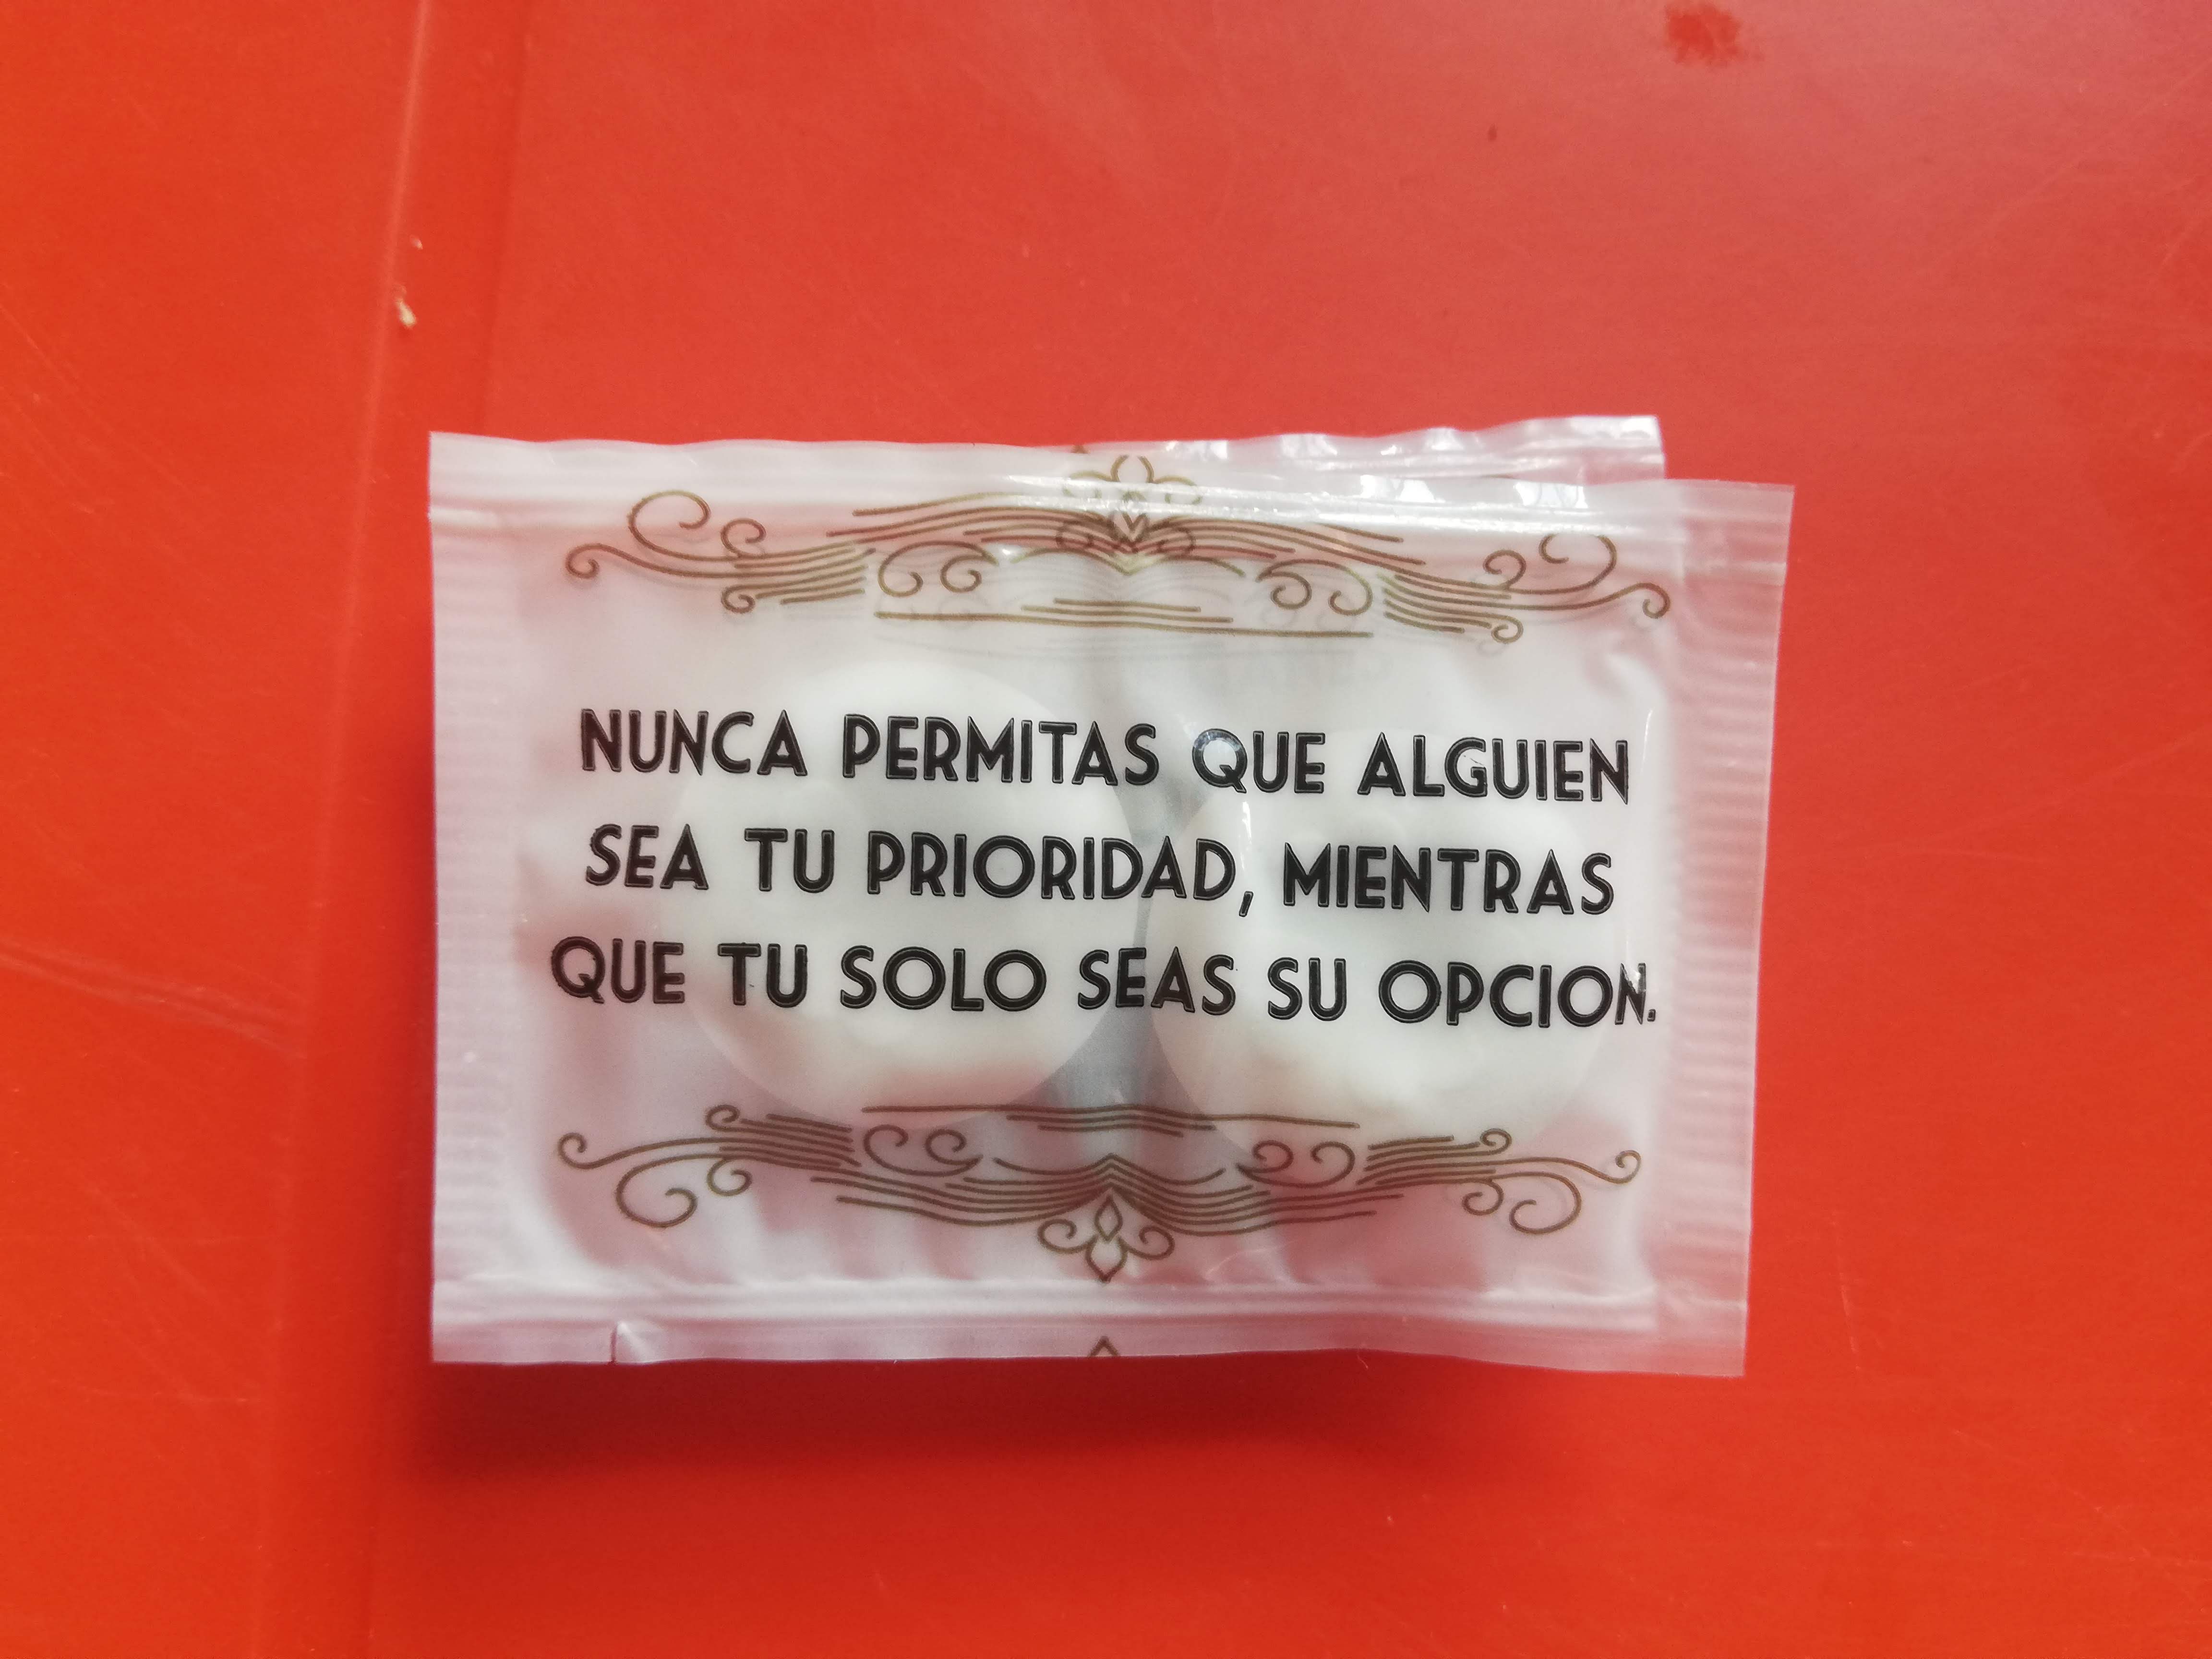 NUNCA PERMITAS QUE ALGUIEN
SEA TU PRIORIDAD, MIENTRAS
QUE TU SOLO SEAS SU OPCION.